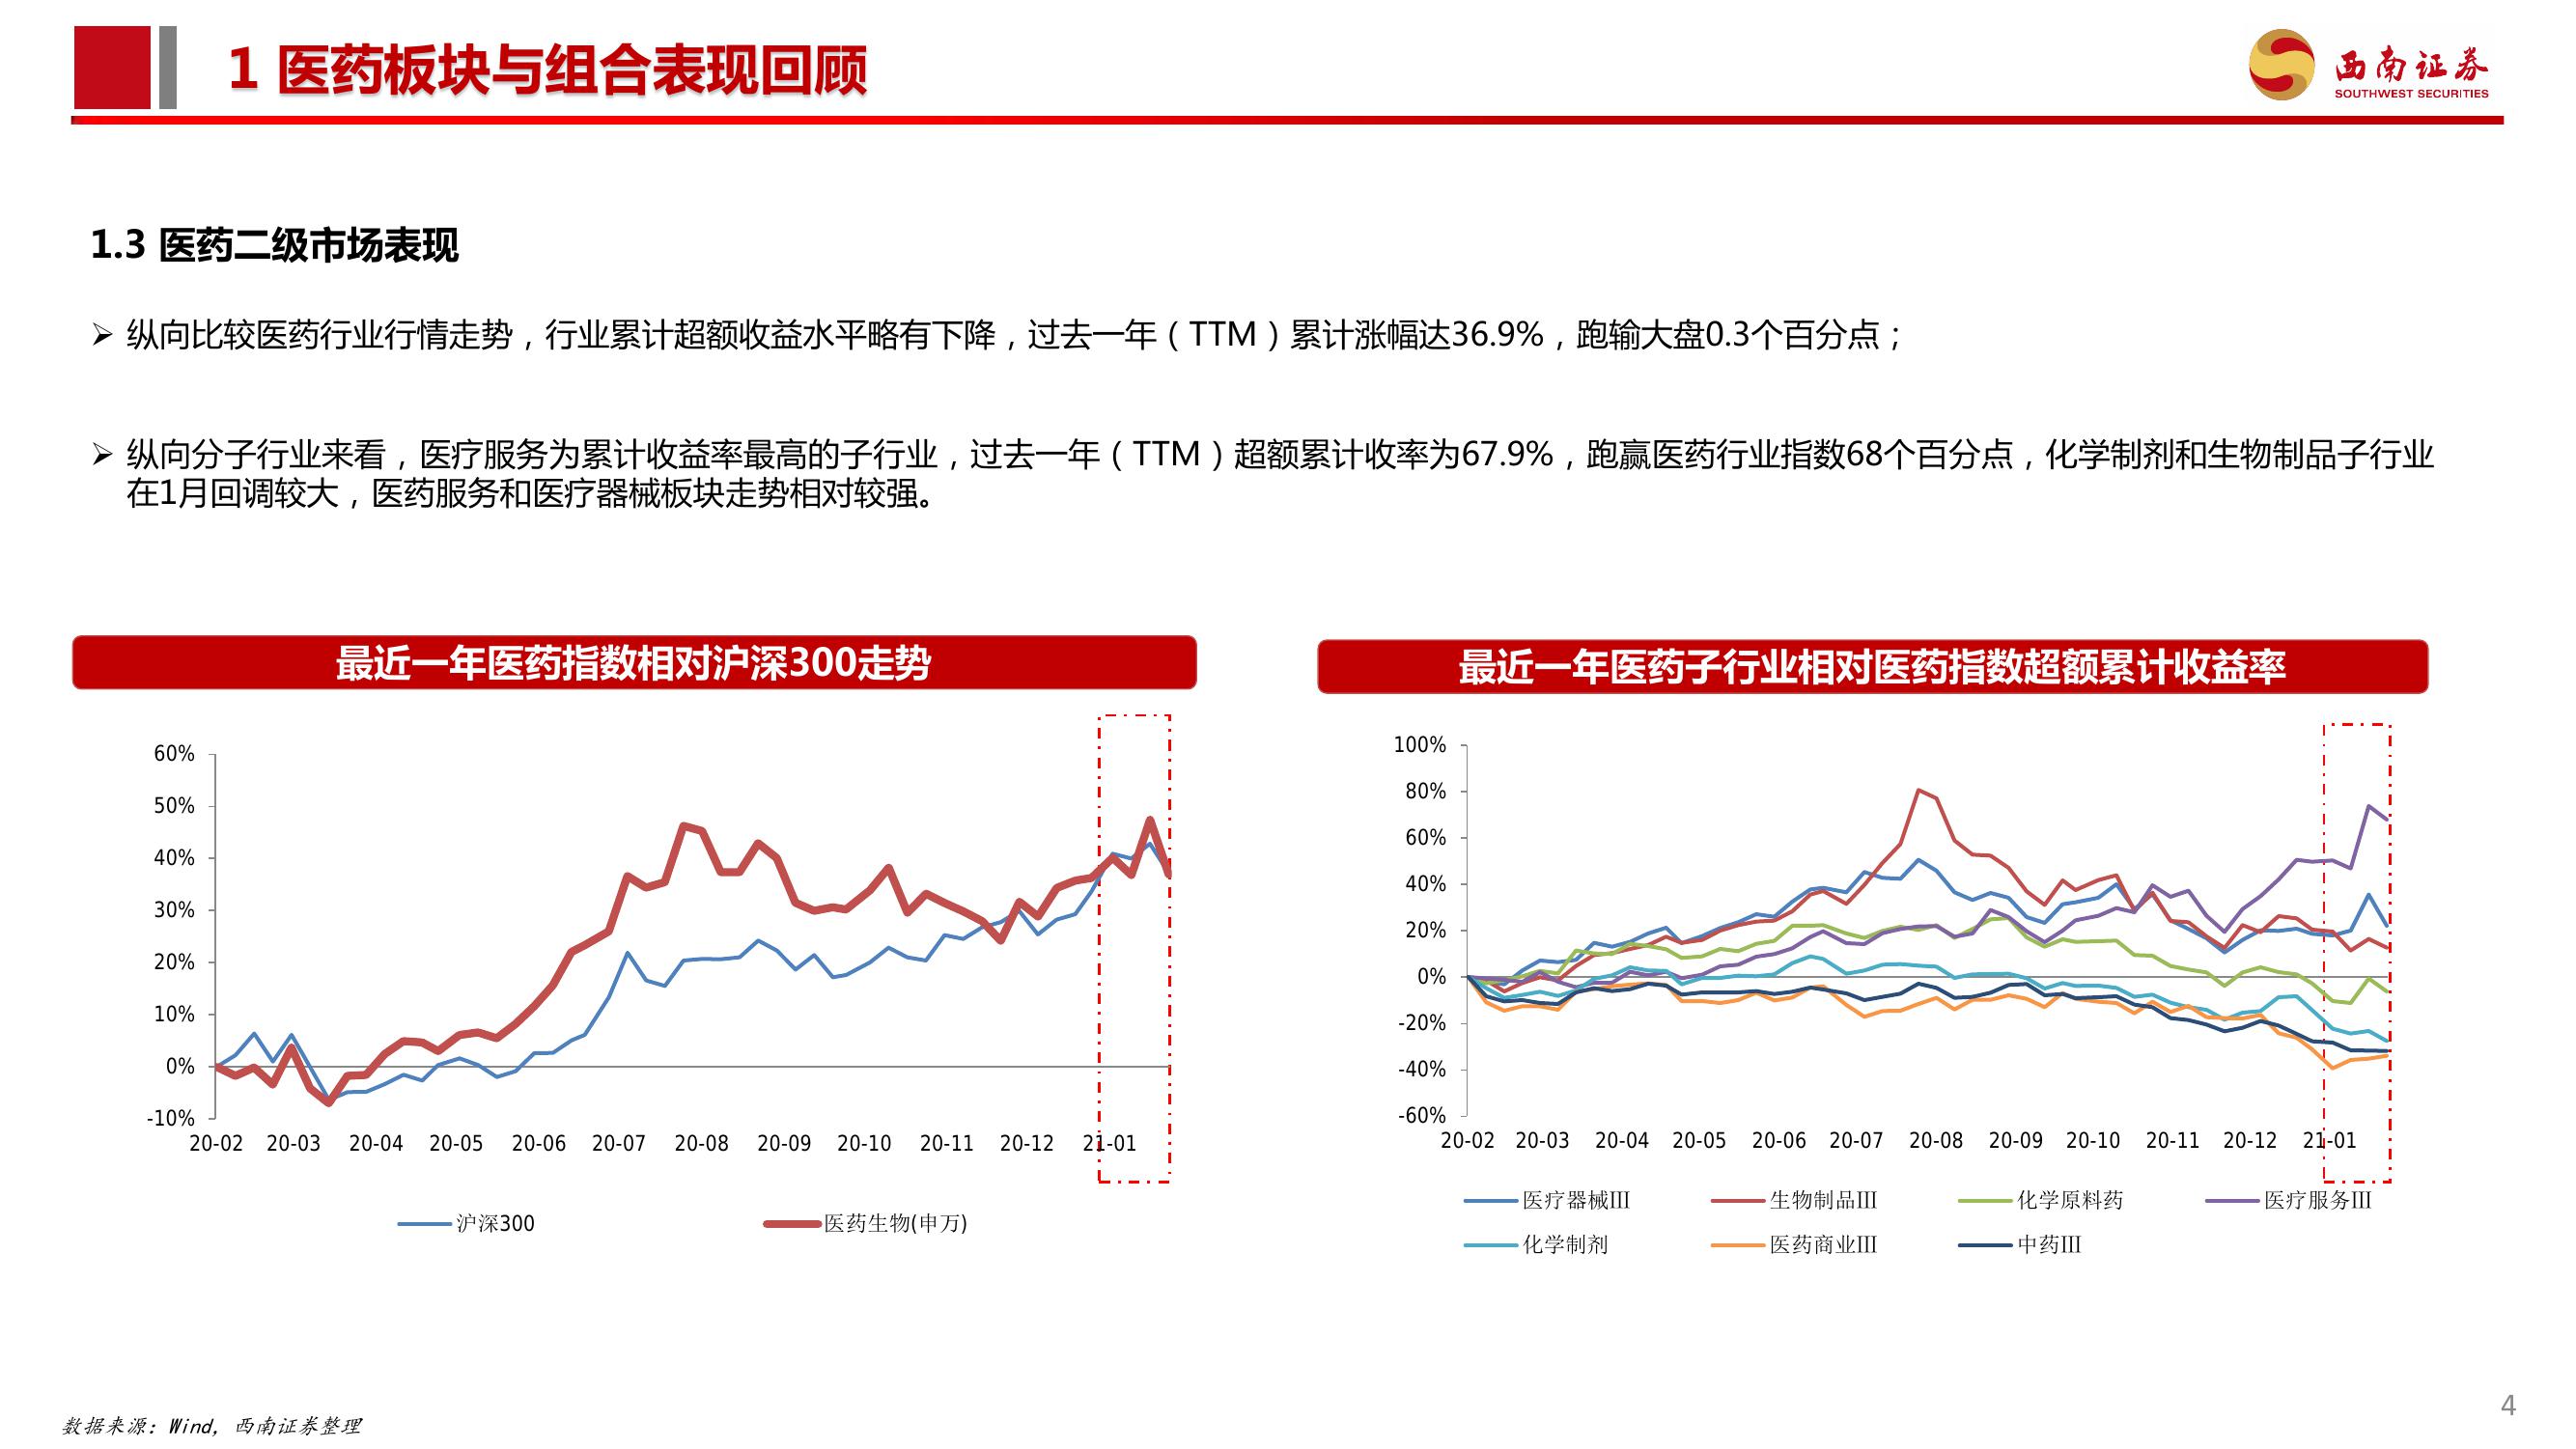 1 医药板块与组合表现回顾
西南证券
SOUTHWEST SECURITIES
1.3 医药二级市场表现
➢ 纵向比较医药行业行情走势，行业累计超额收益水平略有下降，过去一年（TTM）累计涨幅达36.9%，跑输大盘0.3个百分点；
➢ 纵向分子行业来看，医疗服务为累计收益率最高的子行业，过去一年（TTM）超额累计收率为67.9%，跑赢医药行业指数68个百分点，化学制剂和生物制品子行业
在1月回调较大，医药服务和医疗器械板块走势相对较强。
最近一年医药指数相对沪深300走势
60%
50%
40%
30%
20%
10%
0%
-10%
20-02 20-03 20-04 20-05 20-06 20-07 20-08 20-09 20-10 20-11 20-12 21-01
沪深300 医药生物(申万)
最近一年医药子行业相对医药指数超额累计收益率
100%
80%
60%
40%
20%
0%
-20%
-40%
-60%
20-02 20-03 20-04 20-05 20-06 20-07 20-08 20-09 20-10 20-11 20-12 21-01
医疗器械III 生物制品III 化学原料药 医疗服务III
化学制剂 医药商业III 中药III
数据来源：Wind，西南证券整理
4